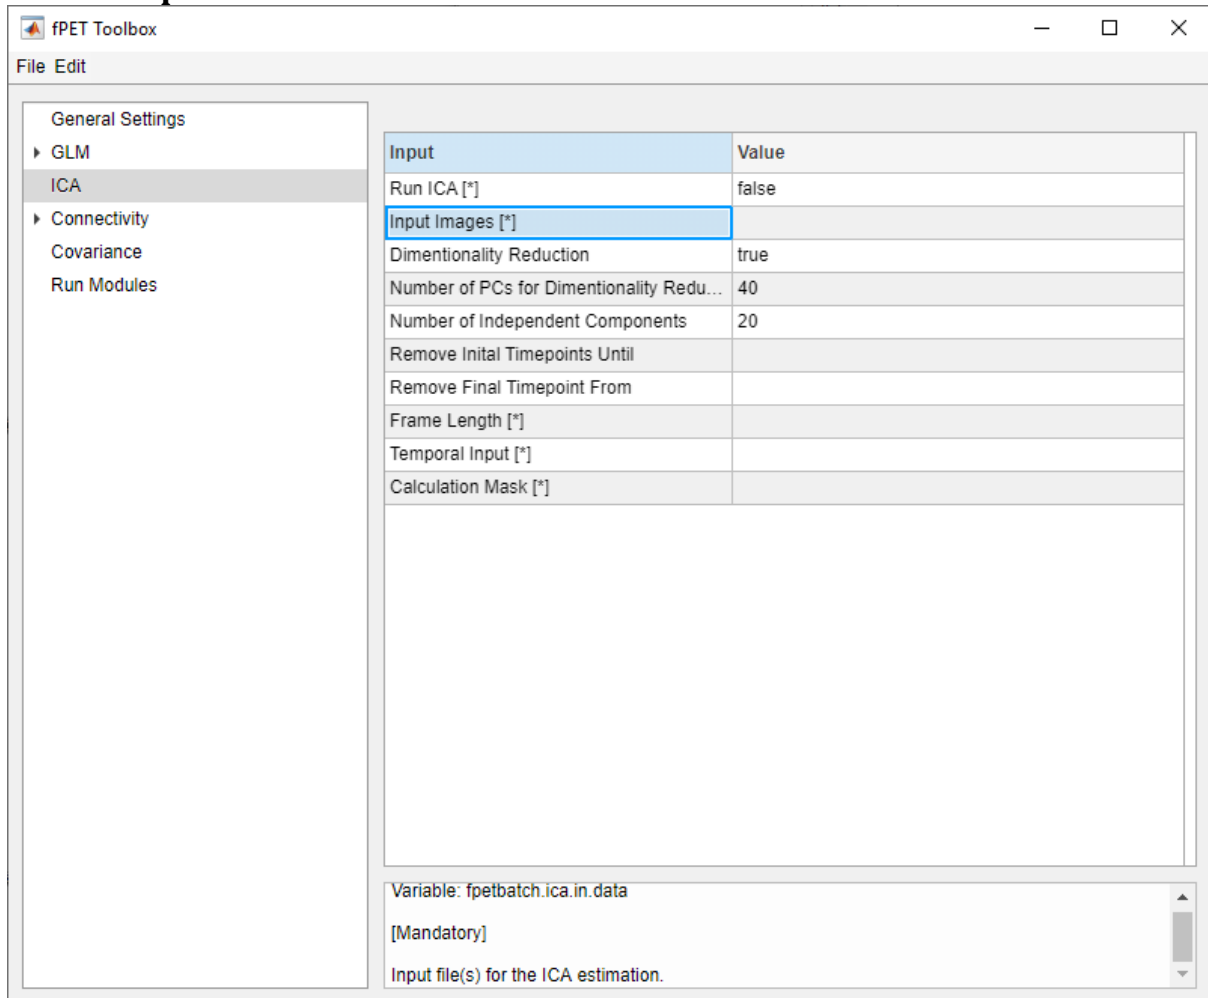 fPET Toolbox
File Edit
General Settings
GLM
ICA
Connectivity
Covariance
Run Modules
Input Value
Run ICA [*] false
Input Images [*]
Dimentionality Reduction true
Number of PCs for Dimentionality Redu... 40
Number of Independent Components 20
Remove Inital Timepoints Until
Remove Final Timepoint From
Frame Length [*]
Temporal Input [*]
Calculation Mask [*]
Variable: fpetbatch.ica.in.data
[Mandatory]
Input file(s) for the ICA estimation.